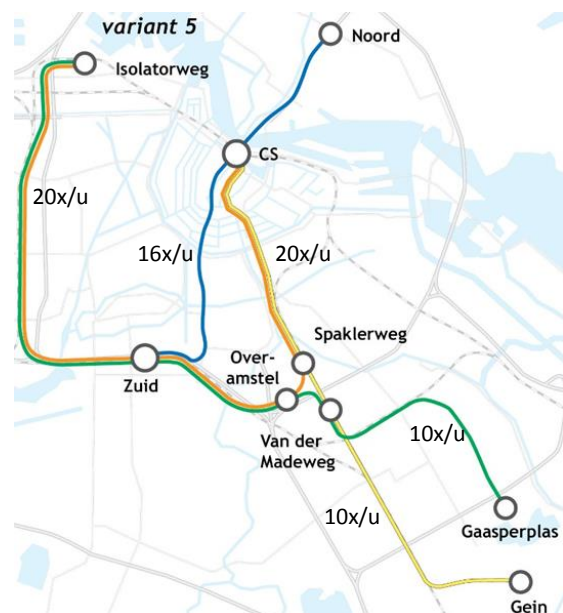 variant 5
Noord
Isolatorweg
CS
20x/u
16x/u
20x/u
Spaklerweg
Over-
amstel
Zuid
Van der
Madeweg
10x/u
10x/u
Gaasperplas
Gein